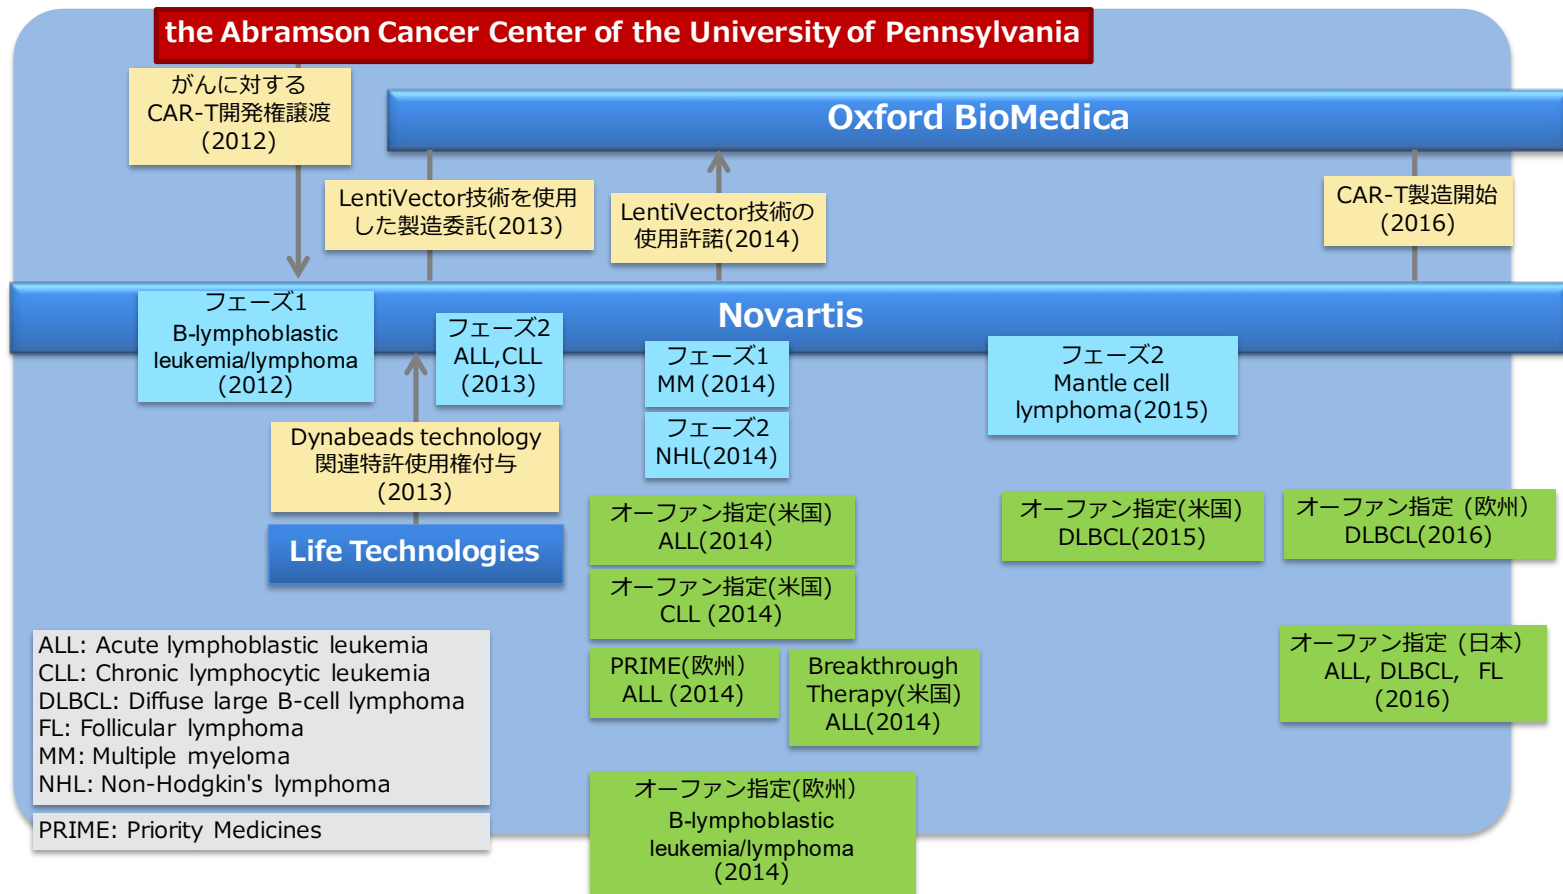 the Abramson Cancer Center of the University of Pennsylvania
がんに対する
CAR-T開発権譲渡
(2012)
Oxford BioMedica
LentiVector技術を使用
した製造委託(2013)
LentiVector技術の
使用許諾(2014)
CAR-T製造開始
(2016)
Novartis
フェーズ1
B-lymphoblastic
leukemia/lymphoma
(2012)
フェーズ2
ALL,CLL
(2013)
フェーズ1
MM (2014)
フェーズ2
NHL(2014)
フェーズ2
Mantle cell
lymphoma(2015)
Dynabeads technology
関連特許使用権付与
(2013)
Life Technologies
オーファン指定(米国)
ALL(2014)
オーファン指定(米国)
CLL (2014)
PRIME(欧州)
ALL (2014)
Breakthrough
Therapy(米国)
ALL(2014)
オーファン指定(欧州)
B-lymphoblastic
leukemia/lymphoma
(2014)
オーファン指定(米国)
DLBCL(2015)
オーファン指定 (欧州)
DLBCL(2016)
オーファン指定 (日本)
ALL, DLBCL, FL
(2016)
ALL: Acute lymphoblastic leukemia
CLL: Chronic lymphocytic leukemia
DLBCL: Diffuse large B-cell lymphoma
FL: Follicular lymphoma
MM: Multiple myeloma
NHL: Non-Hodgkin's lymphoma
PRIME: Priority Medicines